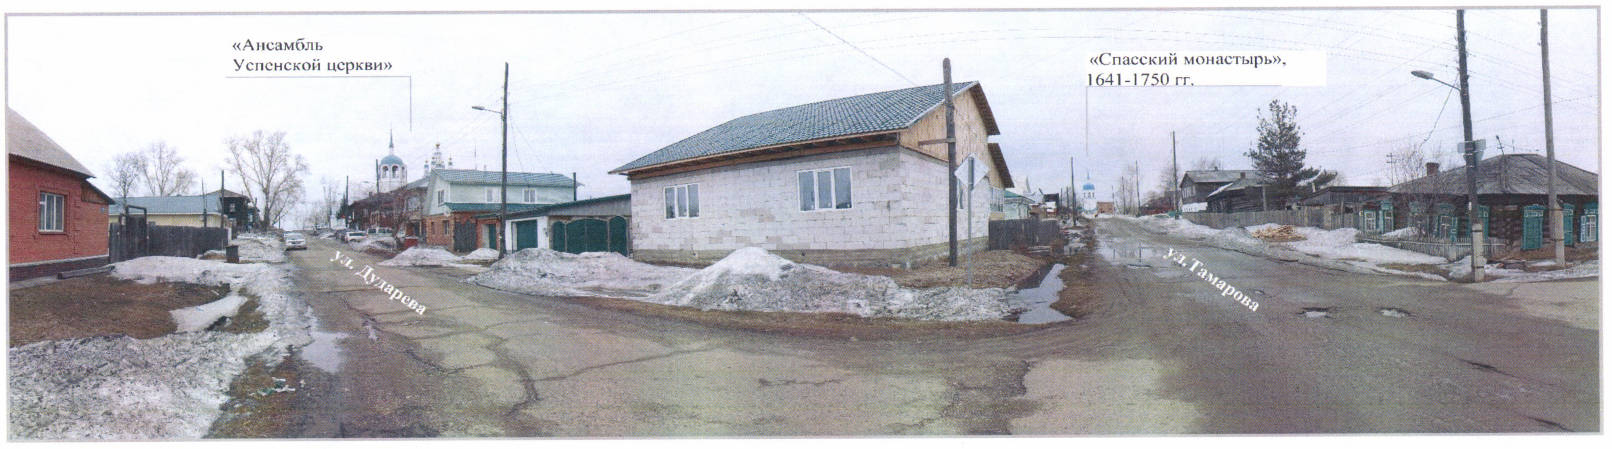 «Ансамбль
Успенской церкви»
«Спасский монастырь»,
1641-1750 гг.
ул. Дударева
ул.Тамарова